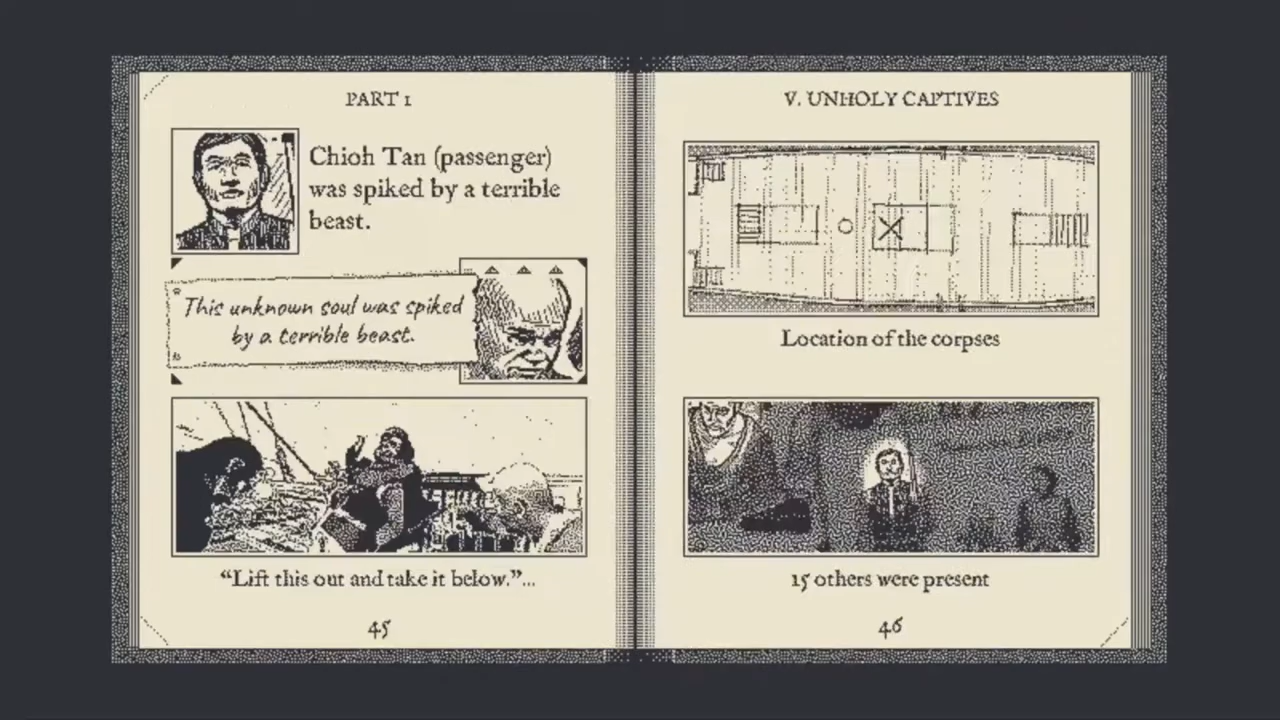 PART 1
Chioh Tan (passenger)
was spiked by a terrible
beast.
This unknown soul was spiked
by a terrible beast.
"Lift this out and take it below."...
45
V. UNHOLY CAPTIVES
Location of the corpses
15 others were present
46